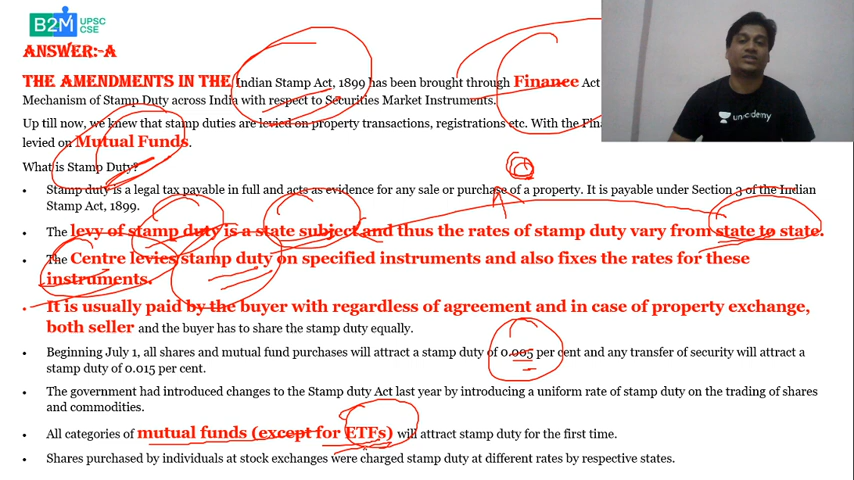 B2M UPSC
CSE
ANSWER:-A
THE AMENDMENTS IN THE Indian Stamp Act, 1899 has been brought through Finance Act
Mechanism of Stamp Duty across India with respect to Securities Market Instruments.
Up till now, we knew that stamp duties are levied on property transactions, registrations etc. With the
levied on Mutual Funds.
What is Stamp Duty?
• Stamp duty is a legal tax payable in full and acts as evidence for any sale or purchase of a property. It is payable under Section 3 of the Indian
Stamp Act, 1899.
• The levy of stamp duty is a state subject and thus the rates of stamp duty vary from state to state.
• The Centre levies stamp duty on specified instruments and also fixes the rates for these
instruments.
• It is usually paid by the buyer with regardless of agreement and in case of property exchange,
both seller and the buyer has to share the stamp duty equally.
• Beginning July 1, all shares and mutual fund purchases will attract a stamp duty of 0.005 per cent and any transfer of security will attract a
stamp duty of 0.015 per cent.
• The government had introduced changes to the Stamp duty Act last year by introducing a uniform rate of stamp duty on the trading of shares
and commodities.
• All categories of mutual funds (except for ETFs) will attract stamp duty for the first time.
• Shares purchased by individuals at stock exchanges were charged stamp duty at different rates by respective states.
unacademy